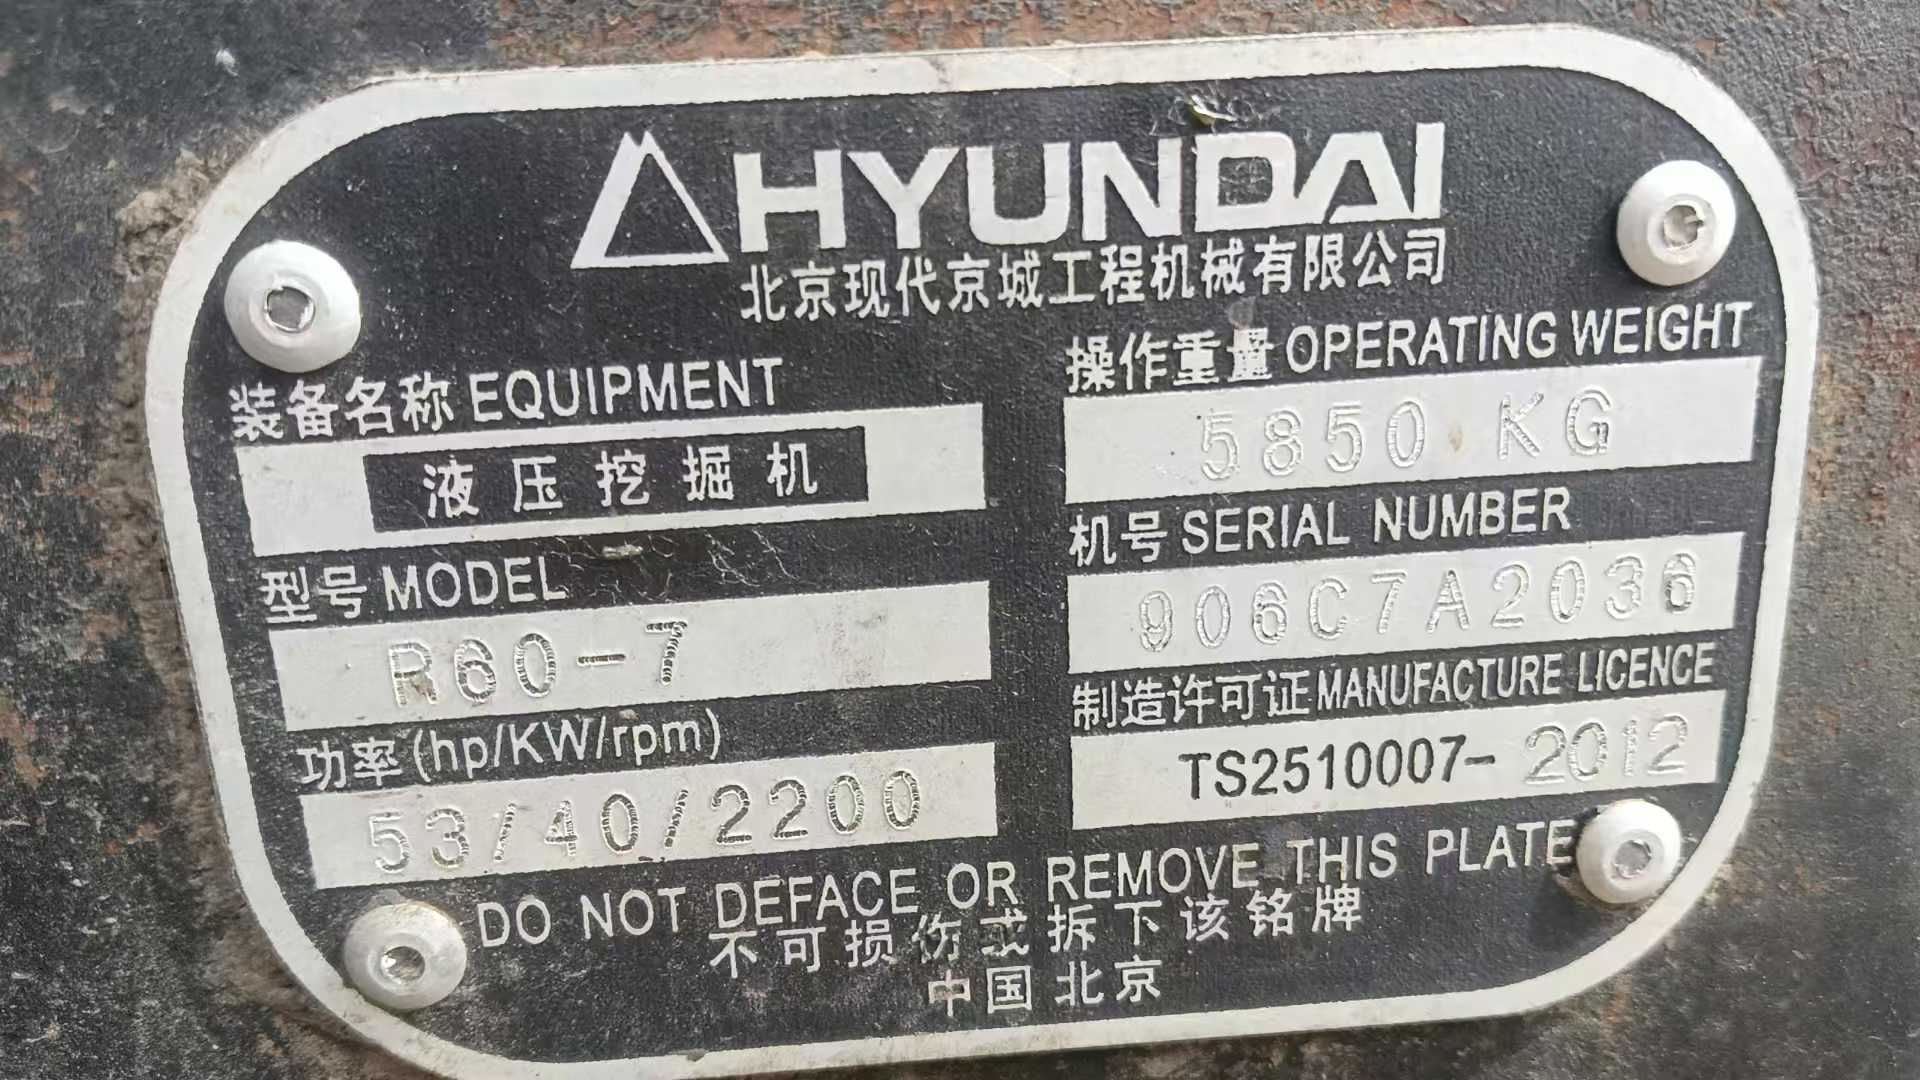 HYUNDAI
北京现代京城工程机械有限公司
装备名称 EQUIPMENT
液压挖掘机
操作重量 OPERATING WEIGHT
5850 KG
型号 MODEL
R60-7
机号 SERIAL NUMBER
906C7A2036
功率 (hp/KW/rpm)
53/40/2200
制造许可证 MANUFACTURE LICENCE
TS2510007-2012
DO NOT DEFACE OR REMOVE THIS PLATE
不可损伤或拆下该铭牌
中国北京